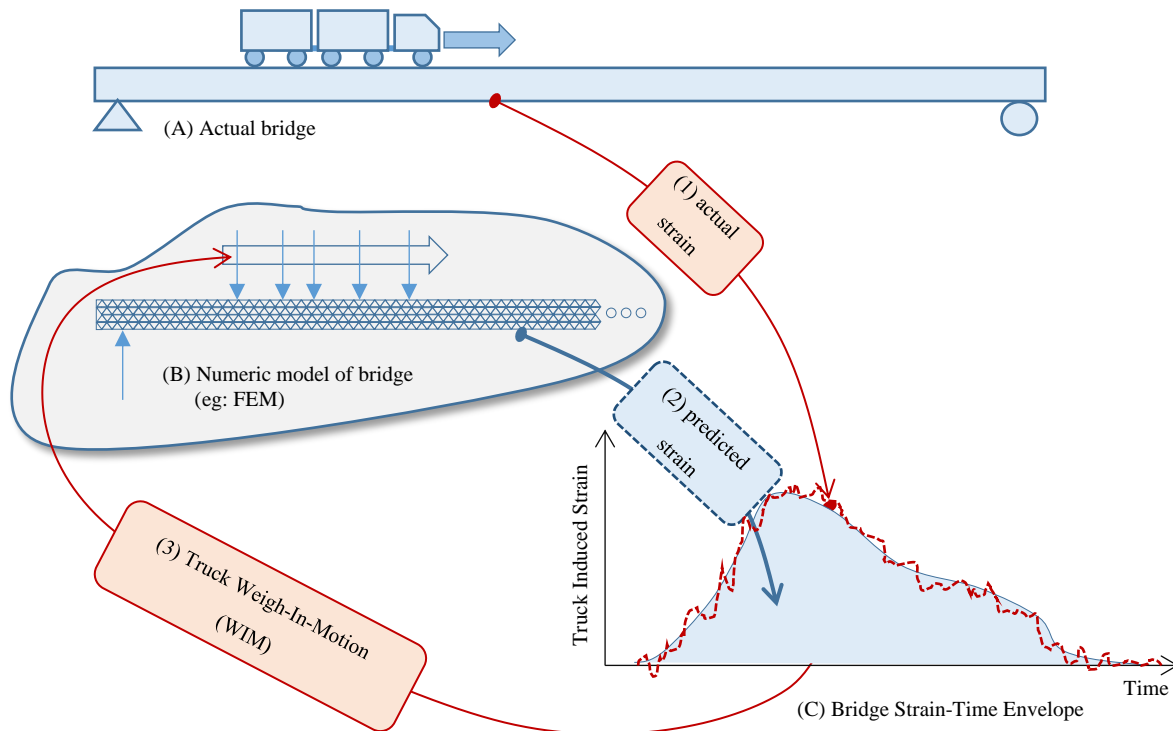 (A) Actual bridge
(1) actual
strain
(B) Numeric model of bridge
(eg: FEM)
(2) predicted
strain
(3) Truck Weigh-In-Motion
(WIM)
Truck Induced Strain
Time
(C) Bridge Strain-Time Envelope